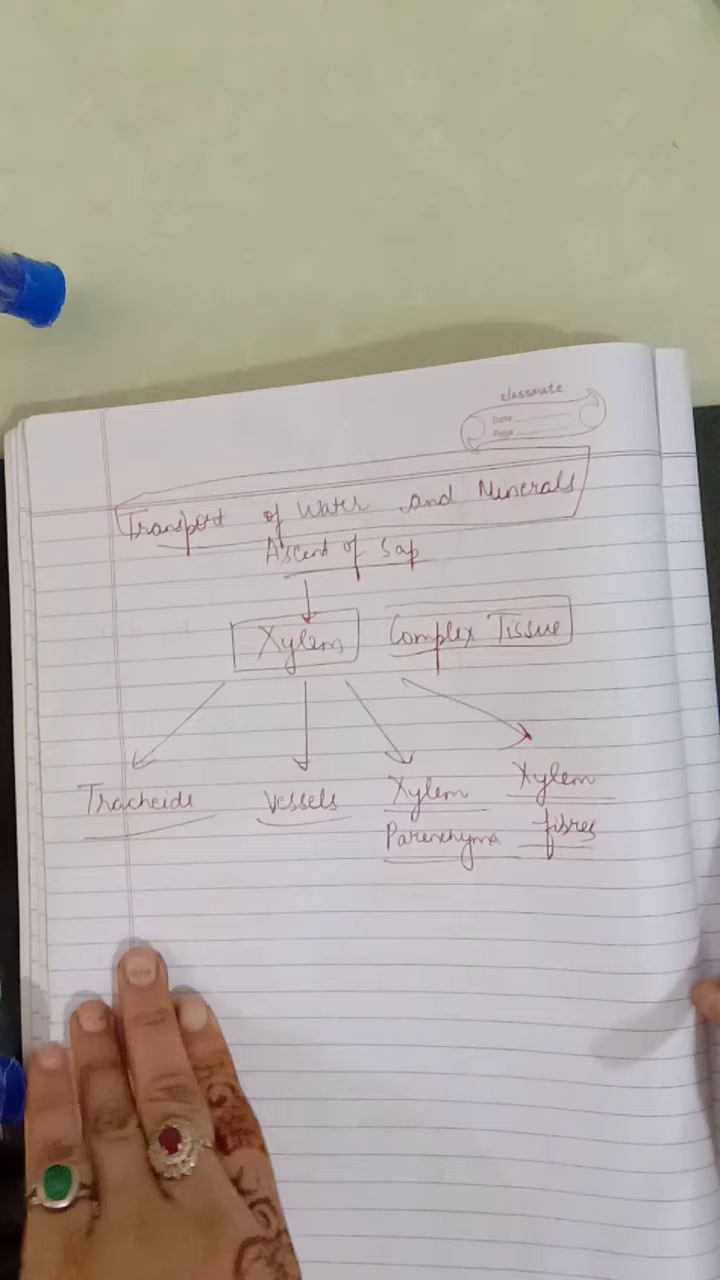 classmate
Date
Page
Transport of Water and Minerals
Ascent of Sap
Xylem Complex Tissue
Tracheids Vessels Xylem Xylem
Parenchyma fibres